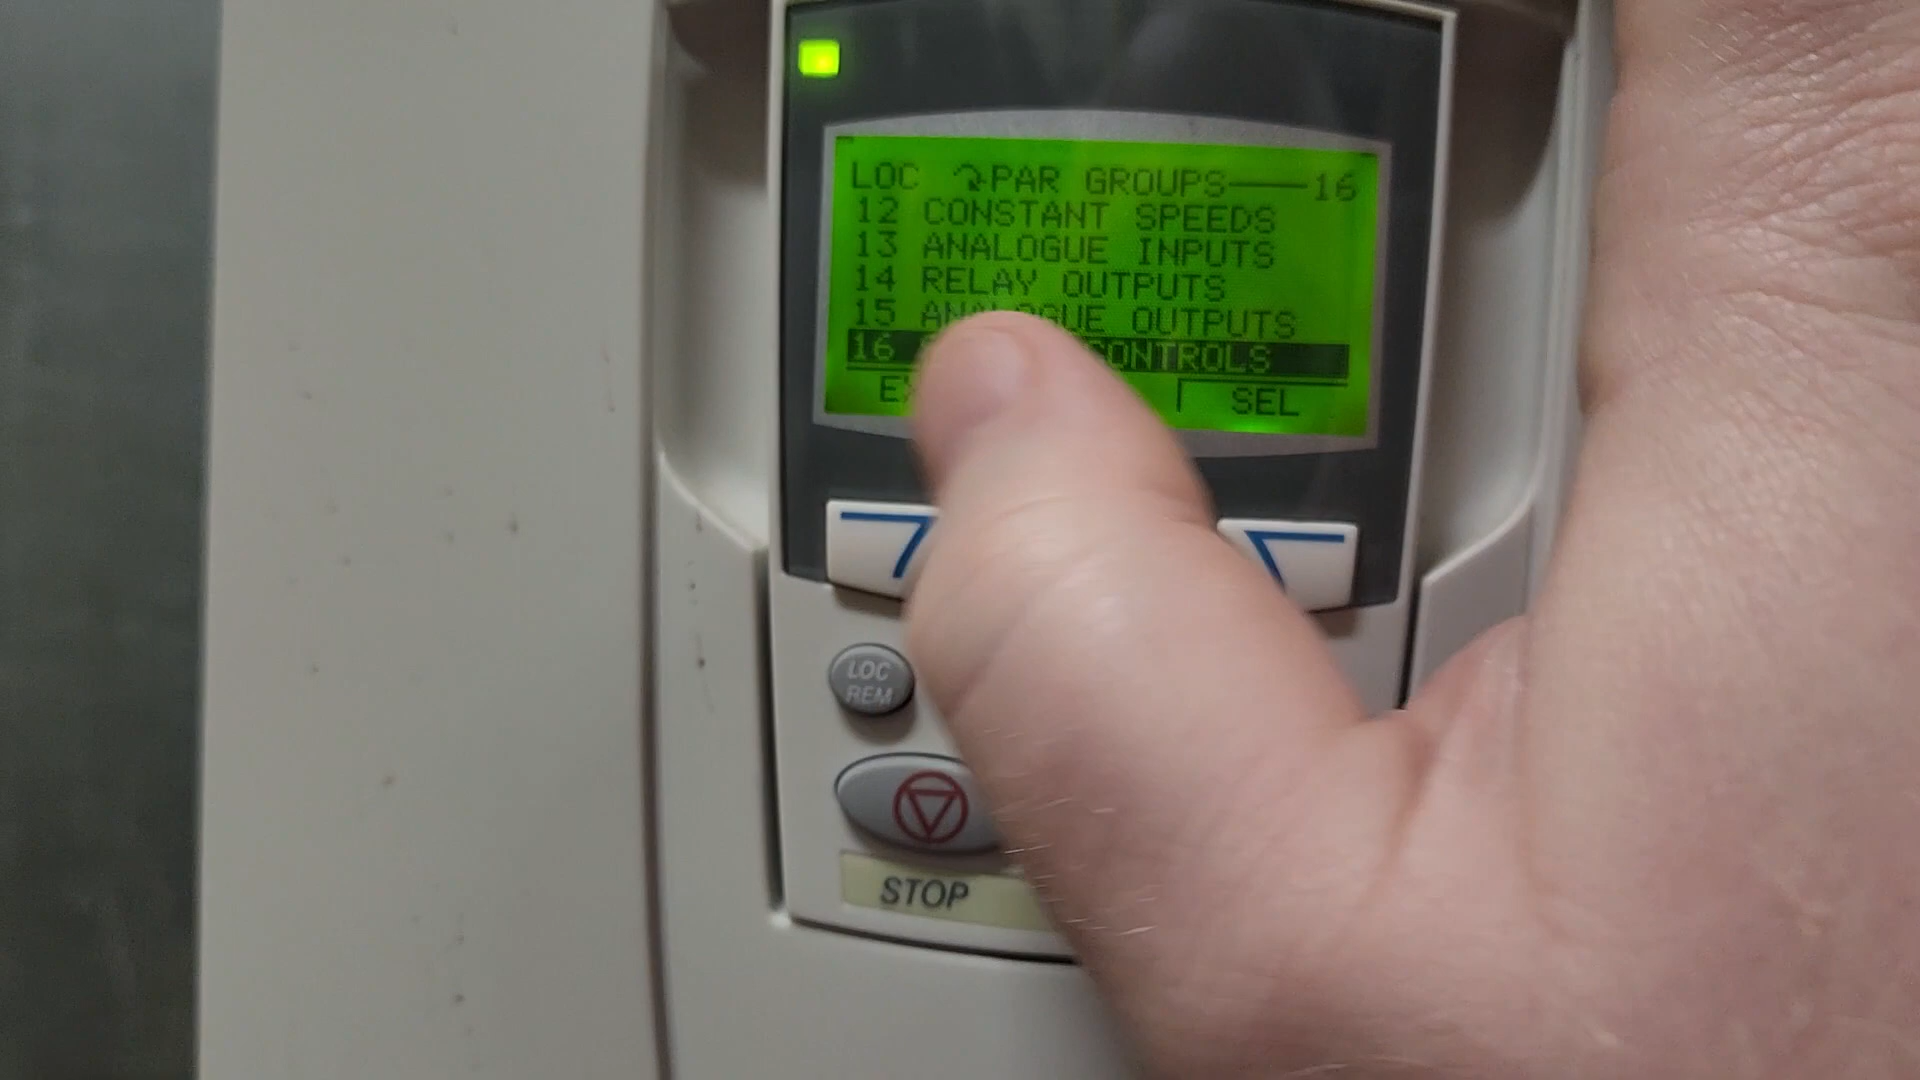 LOC PAR GROUPS 16
12 CONSTANT SPEEDS
13 ANALOGUE INPUTS
14 RELAY OUTPUTS
15 ANALOGUE OUTPUTS
16 CONTROLS
SEL
LOC
REM
STOP